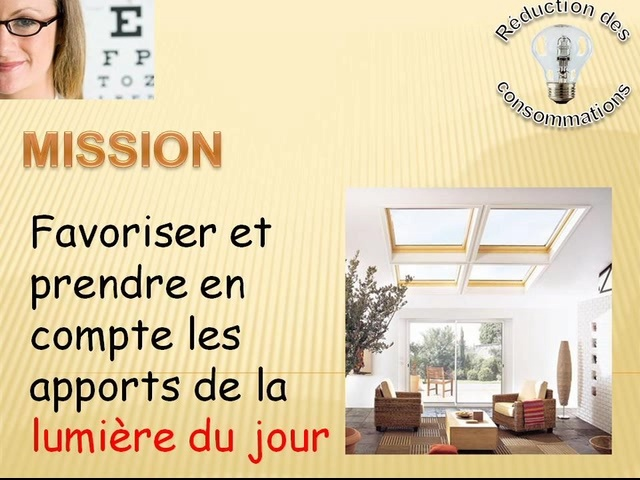 E
F P
T O Z
Réduction des
consommations
MISSION
Favoriser et
prendre en
compte les
apports de la
lumière du jour